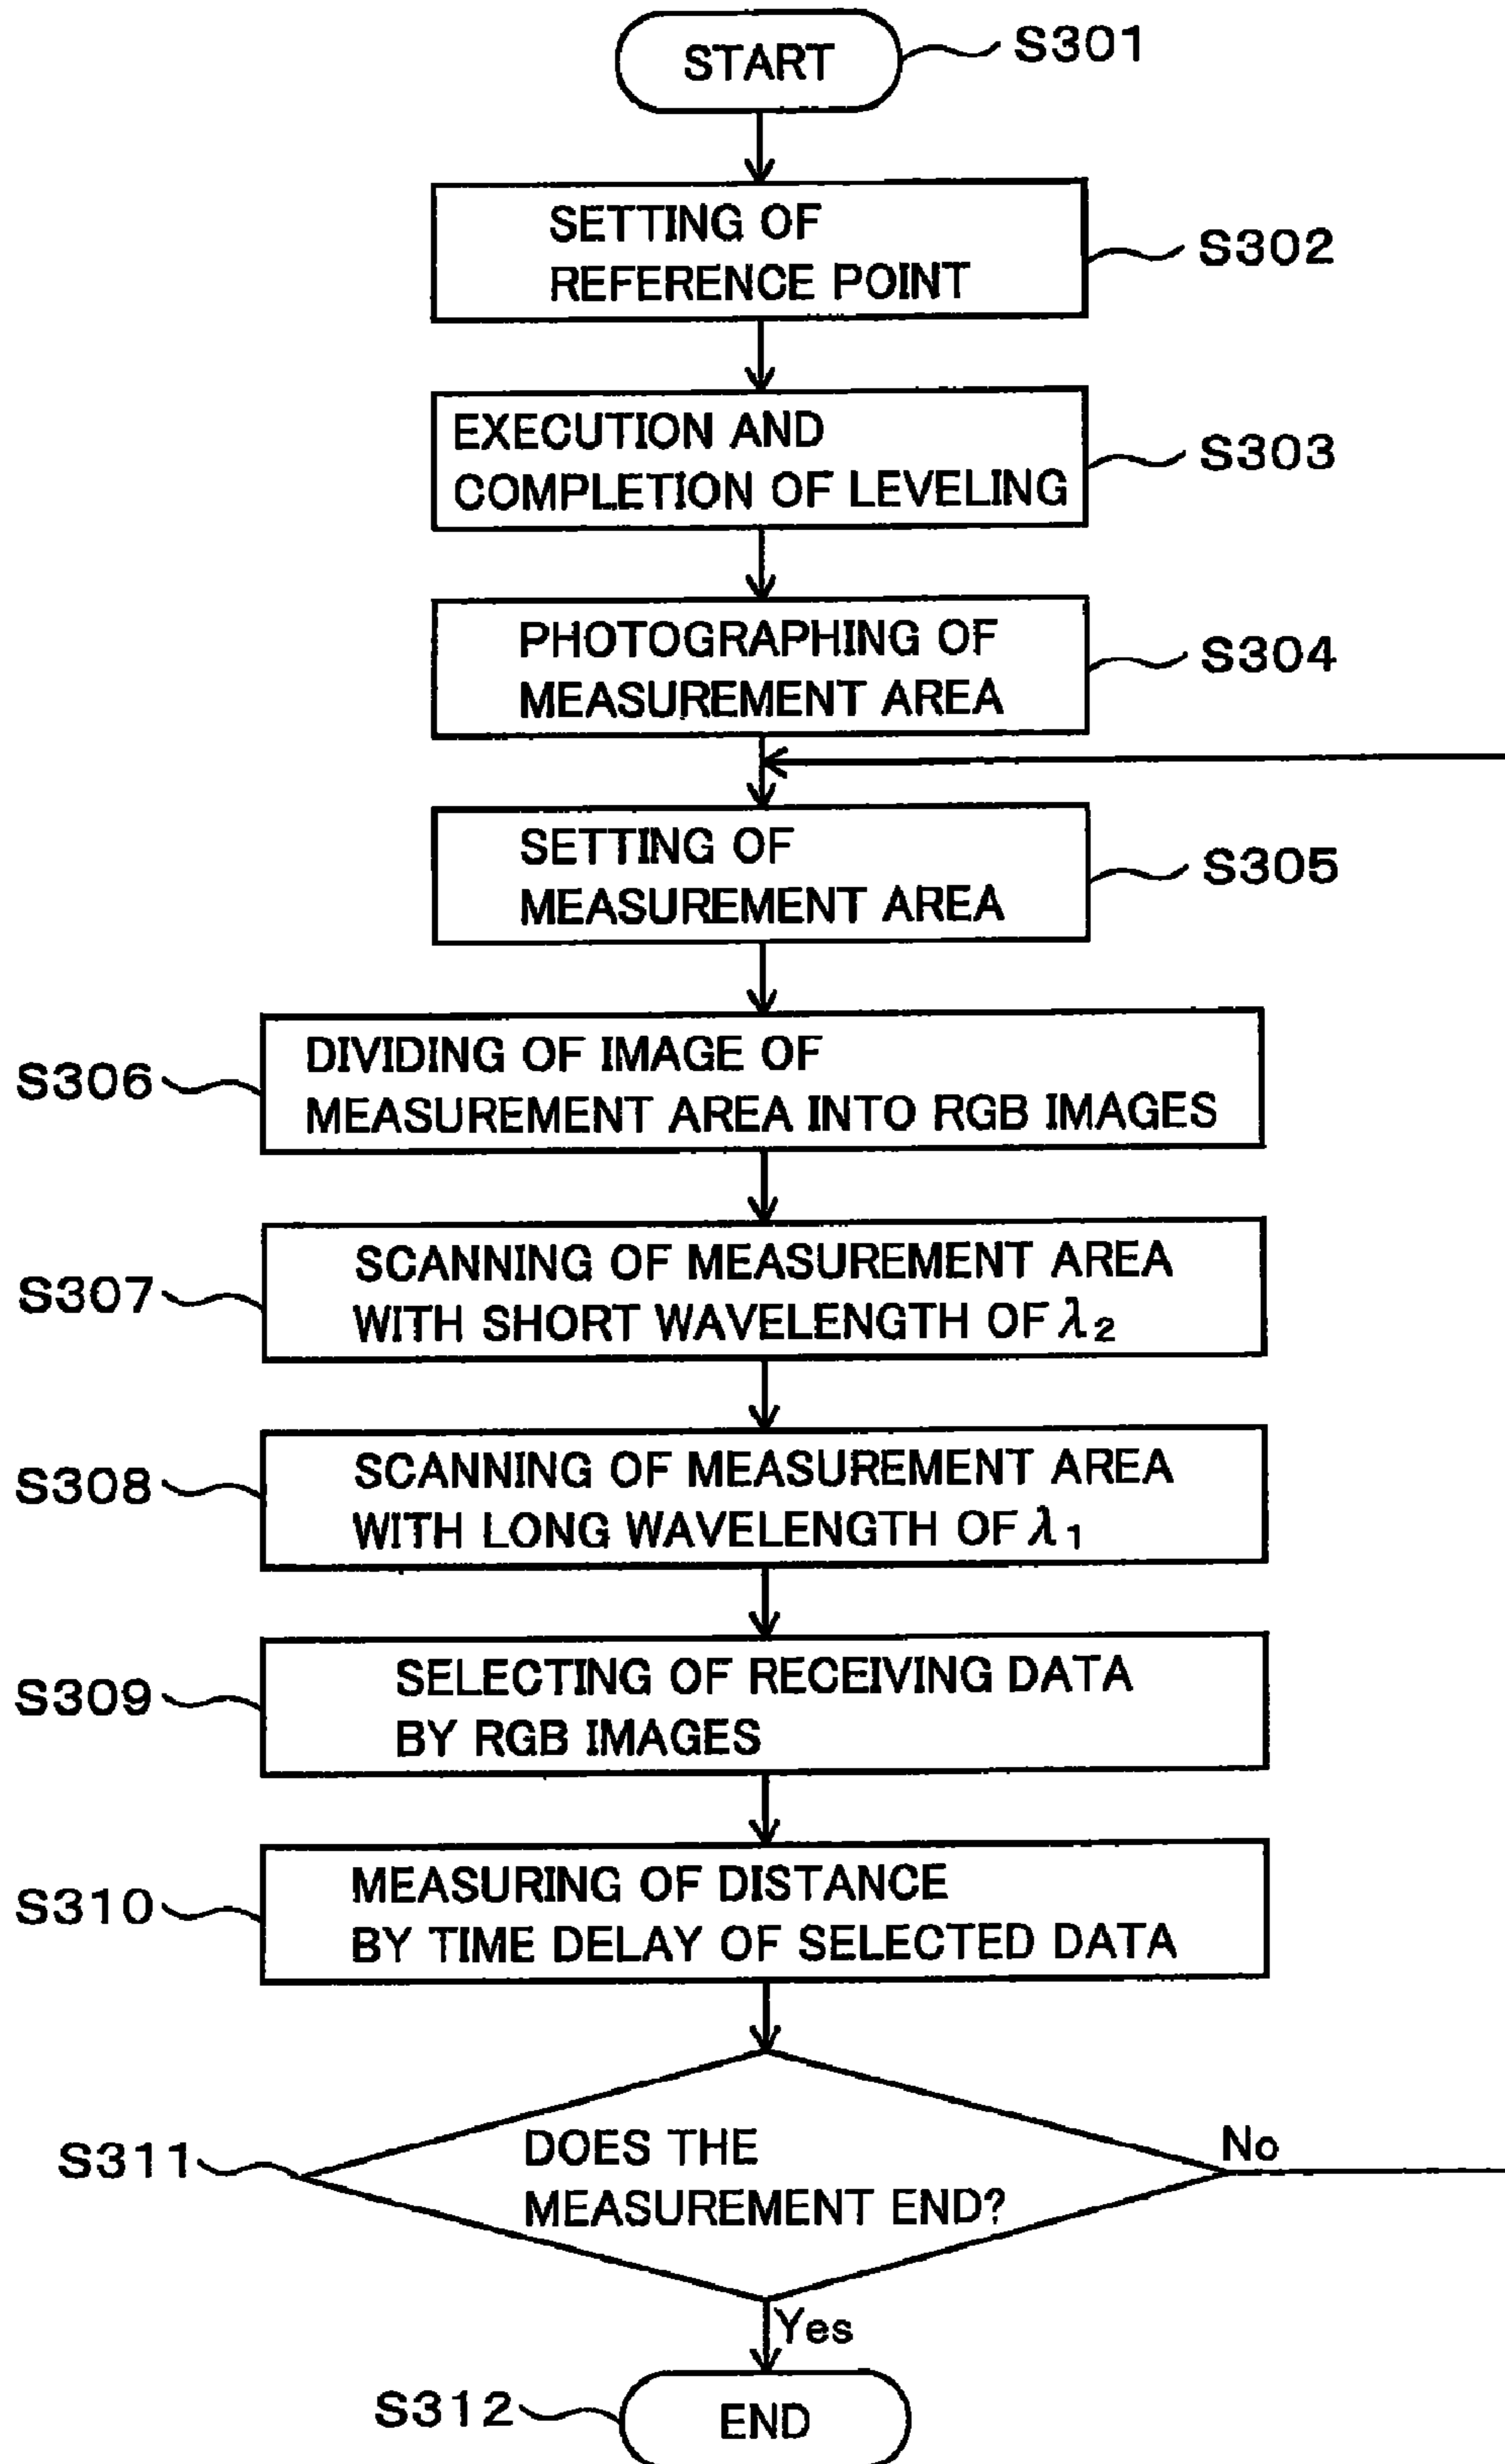 START
S301
SETTING OF
REFERENCE POINT
S302
EXECUTION AND
COMPLETION OF LEVELING
S303
PHOTOGRAPHING OF
MEASUREMENT AREA
S304
SETTING OF
MEASUREMENT AREA
S305
S306
DIVIDING OF IMAGE OF
MEASUREMENT AREA INTO RGB IMAGES
S307
SCANNING OF MEASUREMENT AREA
WITH SHORT WAVELENGTH OF λ₂
S308
SCANNING OF MEASUREMENT AREA
WITH LONG WAVELENGTH OF λ₁
S309
SELECTING OF RECEIVING DATA
BY RGB IMAGES
S310
MEASURING OF DISTANCE
BY TIME DELAY OF SELECTED DATA
S311
DOES THE
MEASUREMENT END?
No
Yes
S312
END